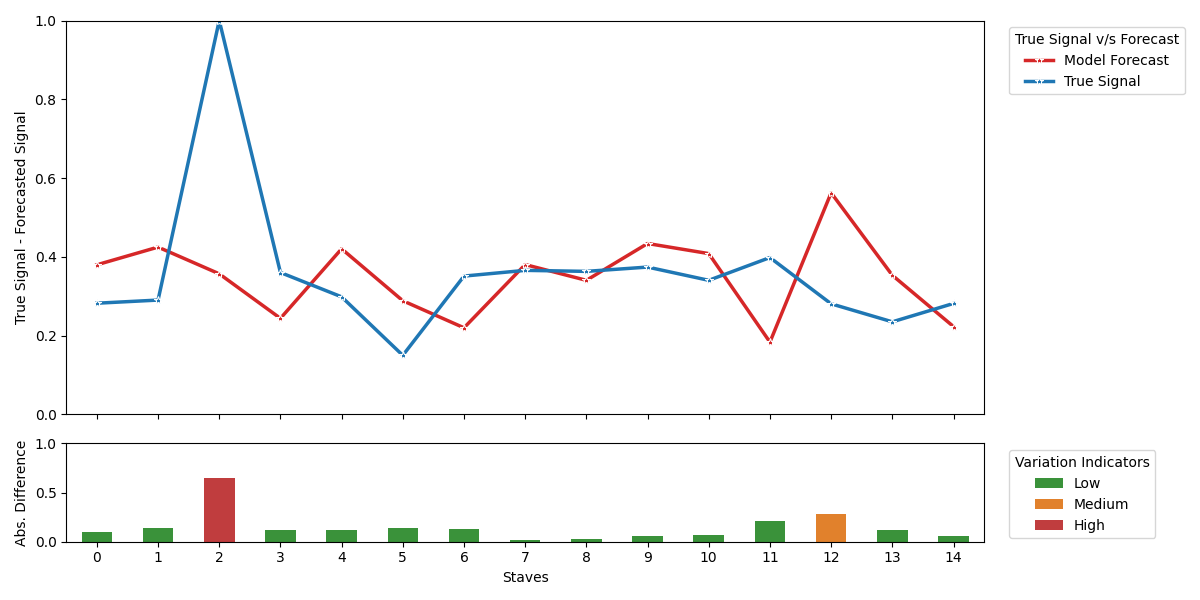 True Signal - Forecasted Signal
1.0
0.8
0.6
0.4
0.2
0.0
True Signal v/s Forecast
Model Forecast
True Signal
Abs. Difference
1.0
0.5
0.0
0 1 2 3 4 5 6 7 8 9 10 11 12 13 14
Staves
Variation Indicators
Low
Medium
High